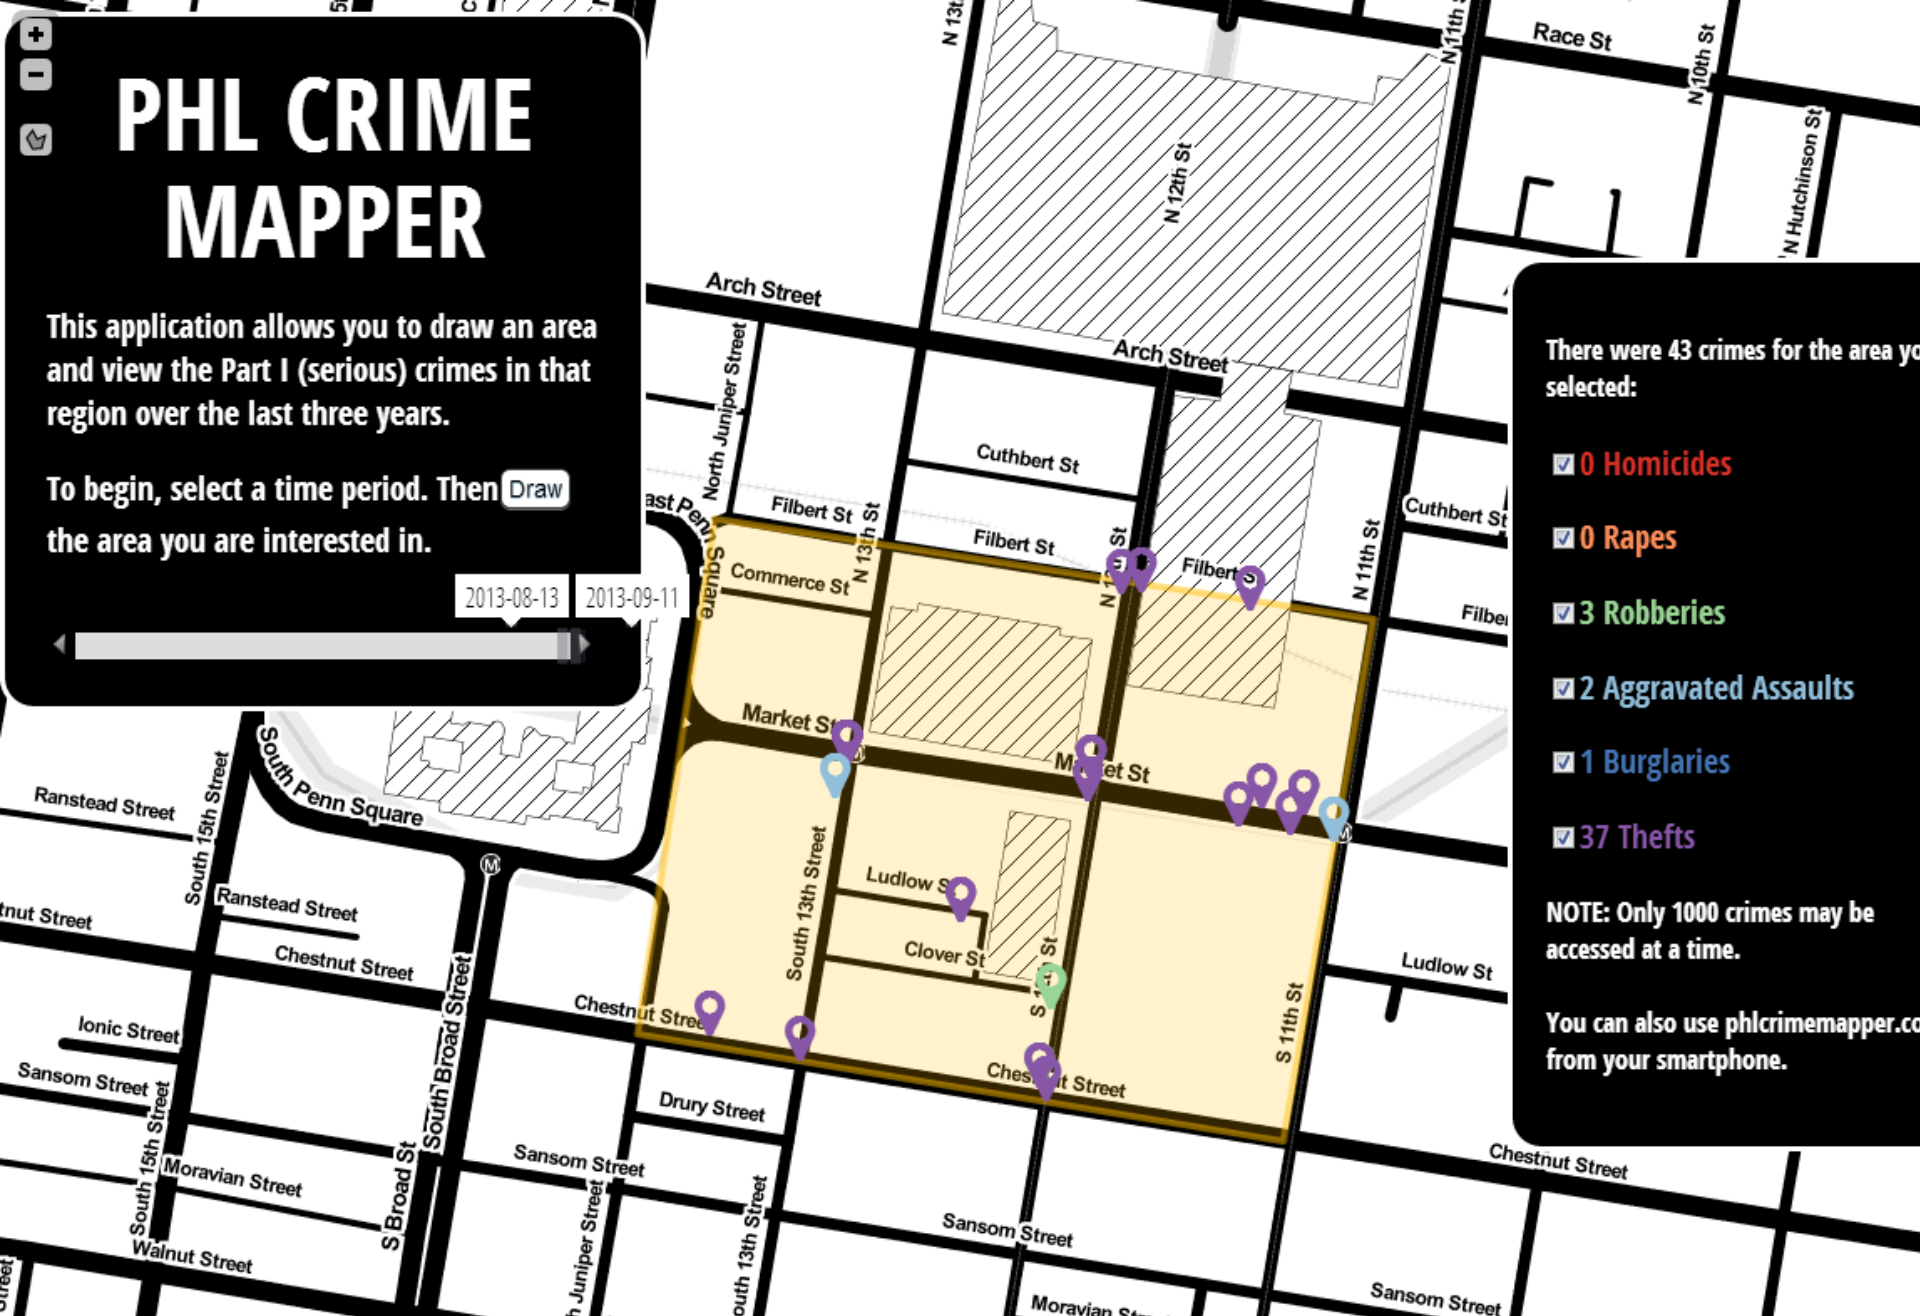 PHL CRIME
MAPPER
This application allows you to draw an area
and view the Part I (serious) crimes in that
region over the last three years.
To begin, select a time period. Then Draw
the area you are interested in.
2013-08-13
2013-09-11
There were 43 crimes for the area
selected:
0 Homicides
0 Rapes
3 Robberies
2 Aggravated Assaults
1 Burglaries
37 Thefts
NOTE: Only 1000 crimes may be
accessed at a time.
You can also use
from your smartphone.
Race St
N 11th
N 10th St
N Hutchinson St
N 12th St
Arch Street
Arch Street
North Juniper Street
Cuthbert St
Cuthbert St
Filbert St
Filbert St
Filbert
N 13th St
N 11th St
Penn Square
Commerce St
Market St
St
South Penn Square
Ranstead Street
South 15th Street
M
Ranstead Street
Street
Chestnut Street
South Broad Street
South 13th Street
Ludlow
Clover St
S 11th St
Ludlow St
Chestnut
Street
Ionic Street
Sansom Street
South 15th Street
Moravian Street
S Broad St
Walnut Street
Drury Street
Sansom Street
Juniper Street
13th Street
Sansom Street
Chestnut Street
Sansom Street
Moravian